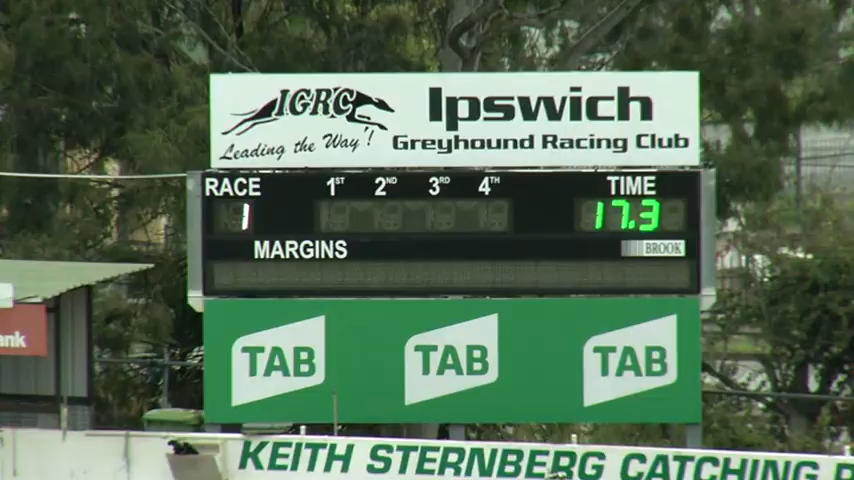 IGRC
Leading the Way!
Ipswich
Greyhound Racing Club
RACE 1ST 2ND 3RD 4TH TIME
1 17.3
MARGINS BROOK
TAB TAB TAB
ank
KEITH STERNBERG CATCHING P